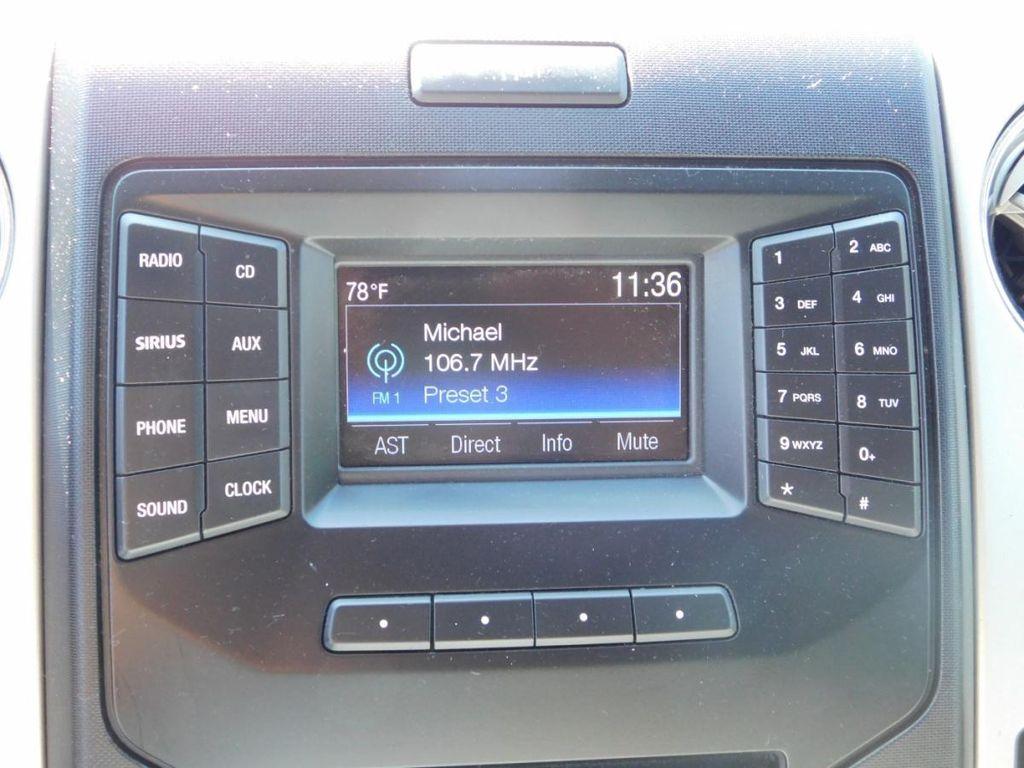 RADIO
CD
SIRIUS
AUX
PHONE
MENU
SOUND
CLOCK
78°F 11:36
Michael
106.7 MHz
FM 1 Preset 3
AST Direct Info Mute
1
2 ABC
3 DEF
4 GHI
5 JKL
6 MNO
7 PQRS
8 TUV
9 WXYZ
0+
*
#